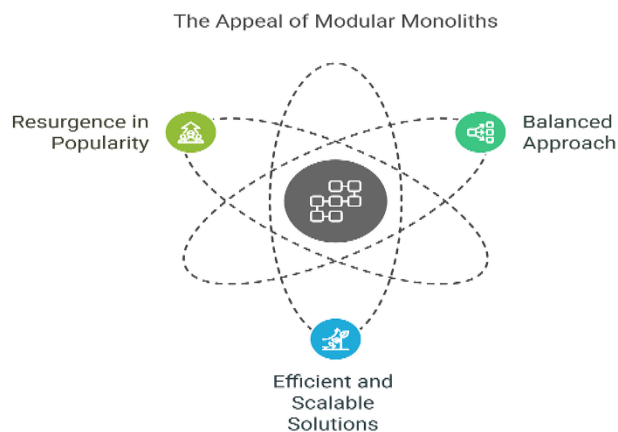 The Appeal of Modular Monoliths
Resurgence in
Popularity
Balanced
Approach
Efficient and
Scalable
Solutions